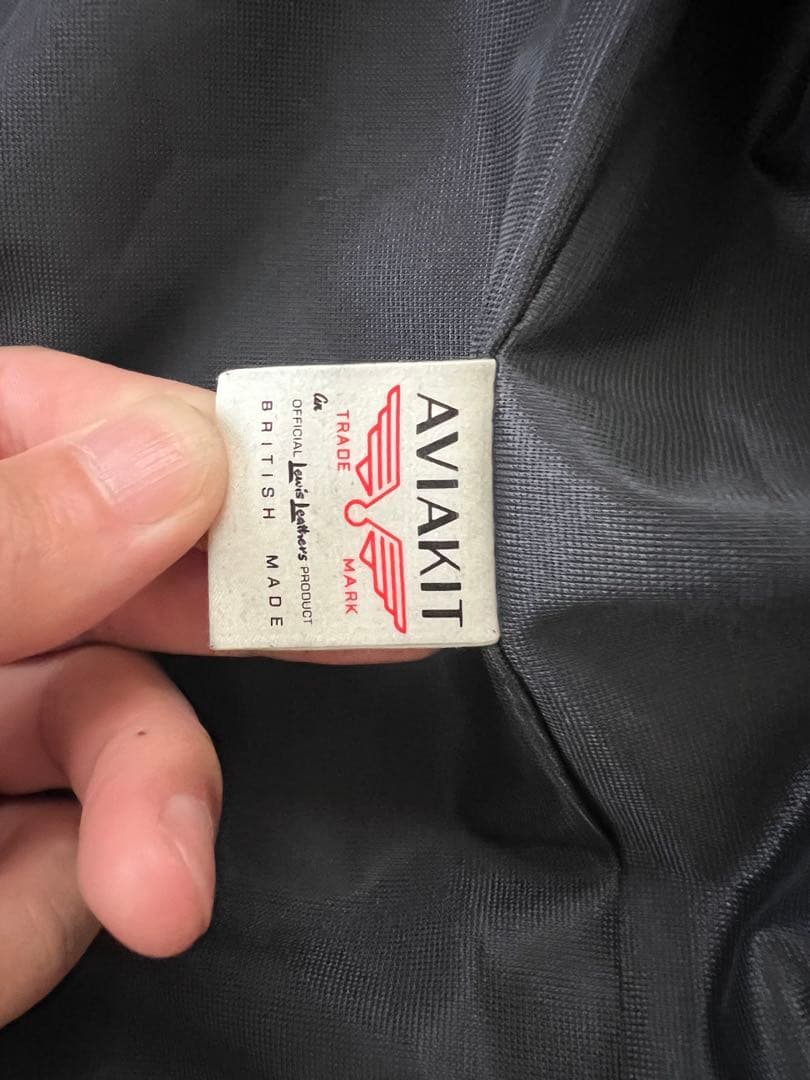 AVIAKIT
TRADE MARK
an
OFFICIAL Lewis Leathers PRODUCT
BRITISH MADE